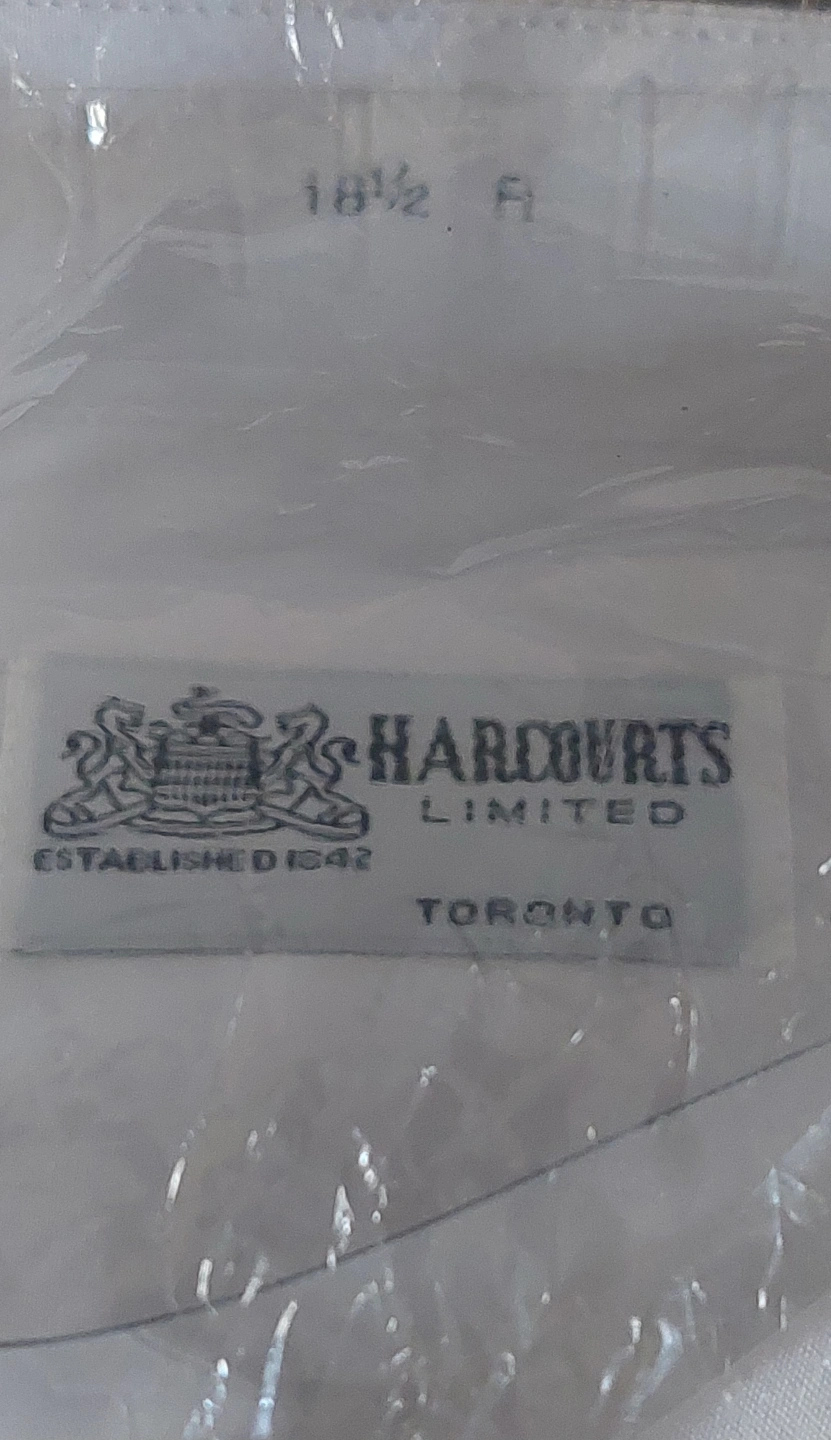 18½ R
HARCOURTS
LIMITED
ESTABLISHED 1842
TORONTO